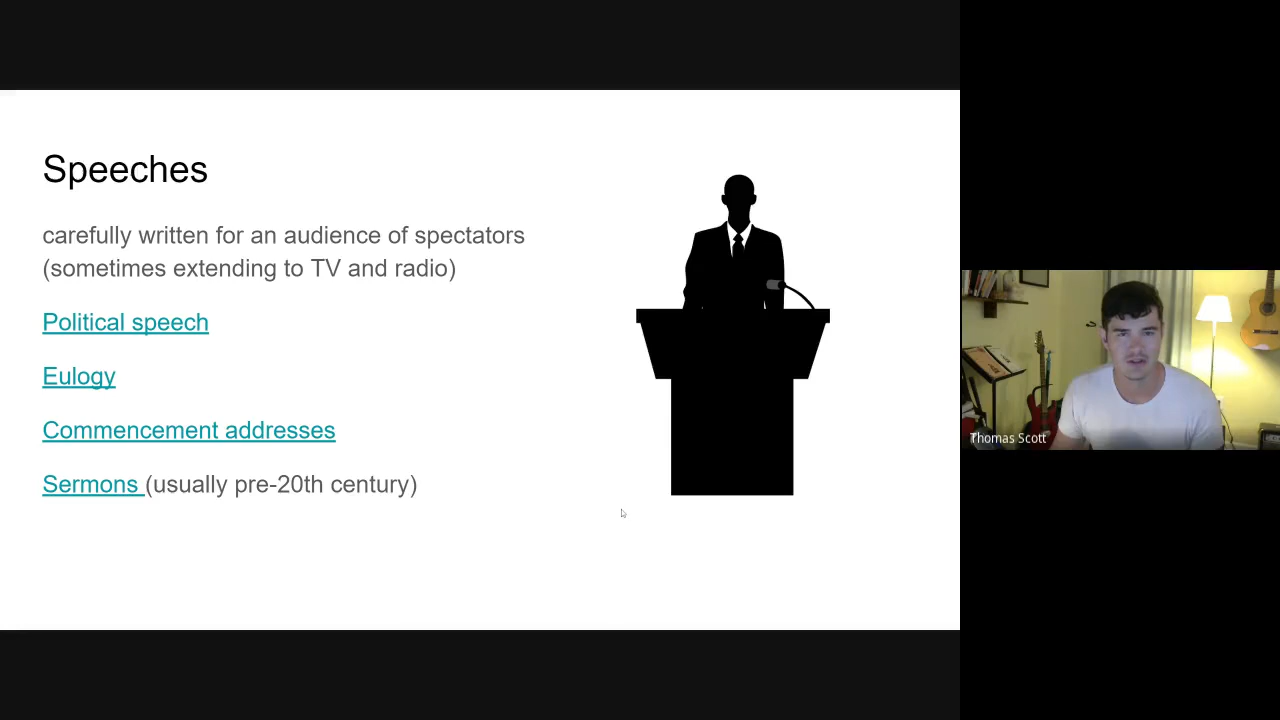 Speeches
carefully written for an audience of spectators
(sometimes extending to TV and radio)
Political speech
Eulogy
Commencement addresses
Sermons (usually pre-20th century)
Thomas Scott